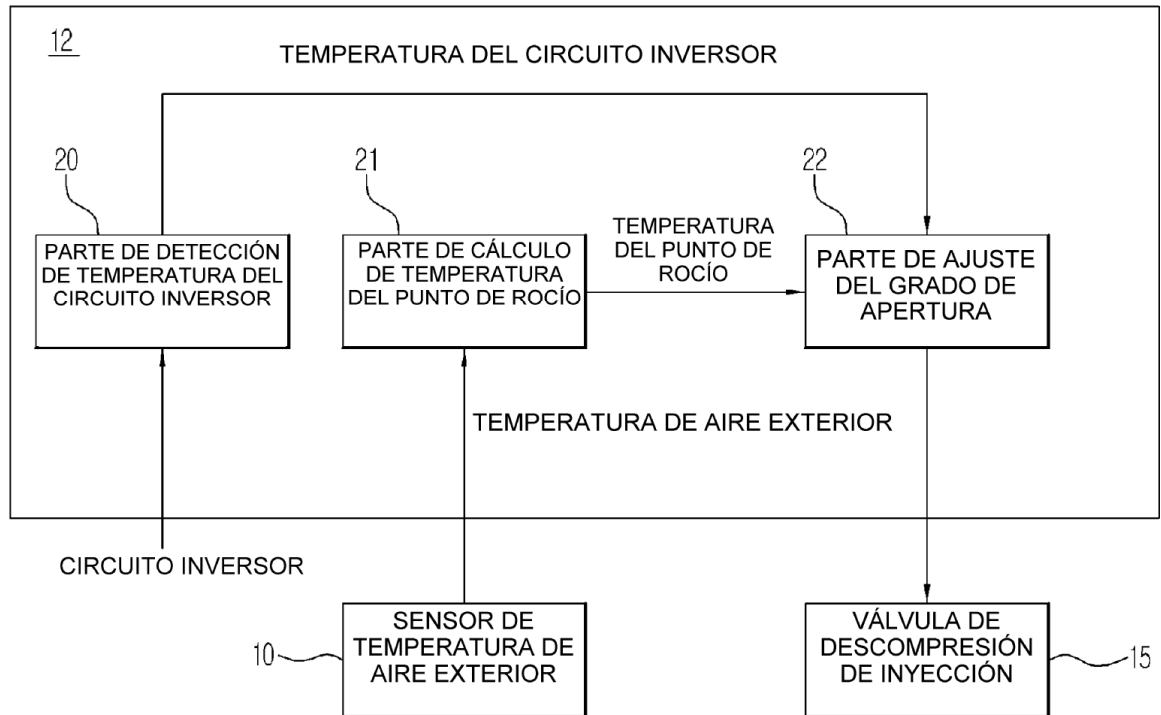 12
TEMPERATURA DEL CIRCUITO INVERSOR
20
21
22
PARTE DE DETECCIÓN
DE TEMPERATURA DEL
CIRCUITO INVERSOR
PARTE DE CÁLCULO
DE TEMPERATURA
DEL PUNTO DE ROCÍO
TEMPERATURA
DEL PUNTO DE
ROCÍO
PARTE DE AJUSTE
DEL GRADO DE
APERTURA
TEMPERATURA DE AIRE EXTERIOR
CIRCUITO INVERSOR
10
SENSOR DE
TEMPERATURA DE
AIRE EXTERIOR
VÁLVULA DE
DESCOMPRESIÓN
DE INYECCIÓN
15